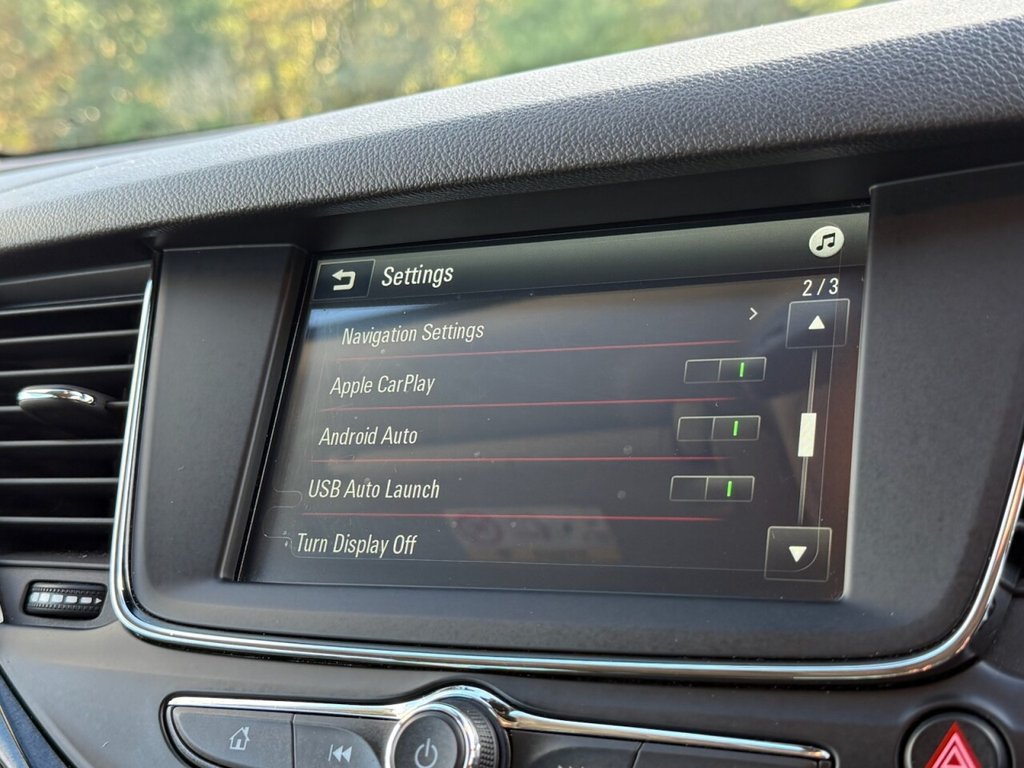 Settings
2/3
Navigation Settings
Apple CarPlay
Android Auto
USB Auto Launch
Turn Display Off